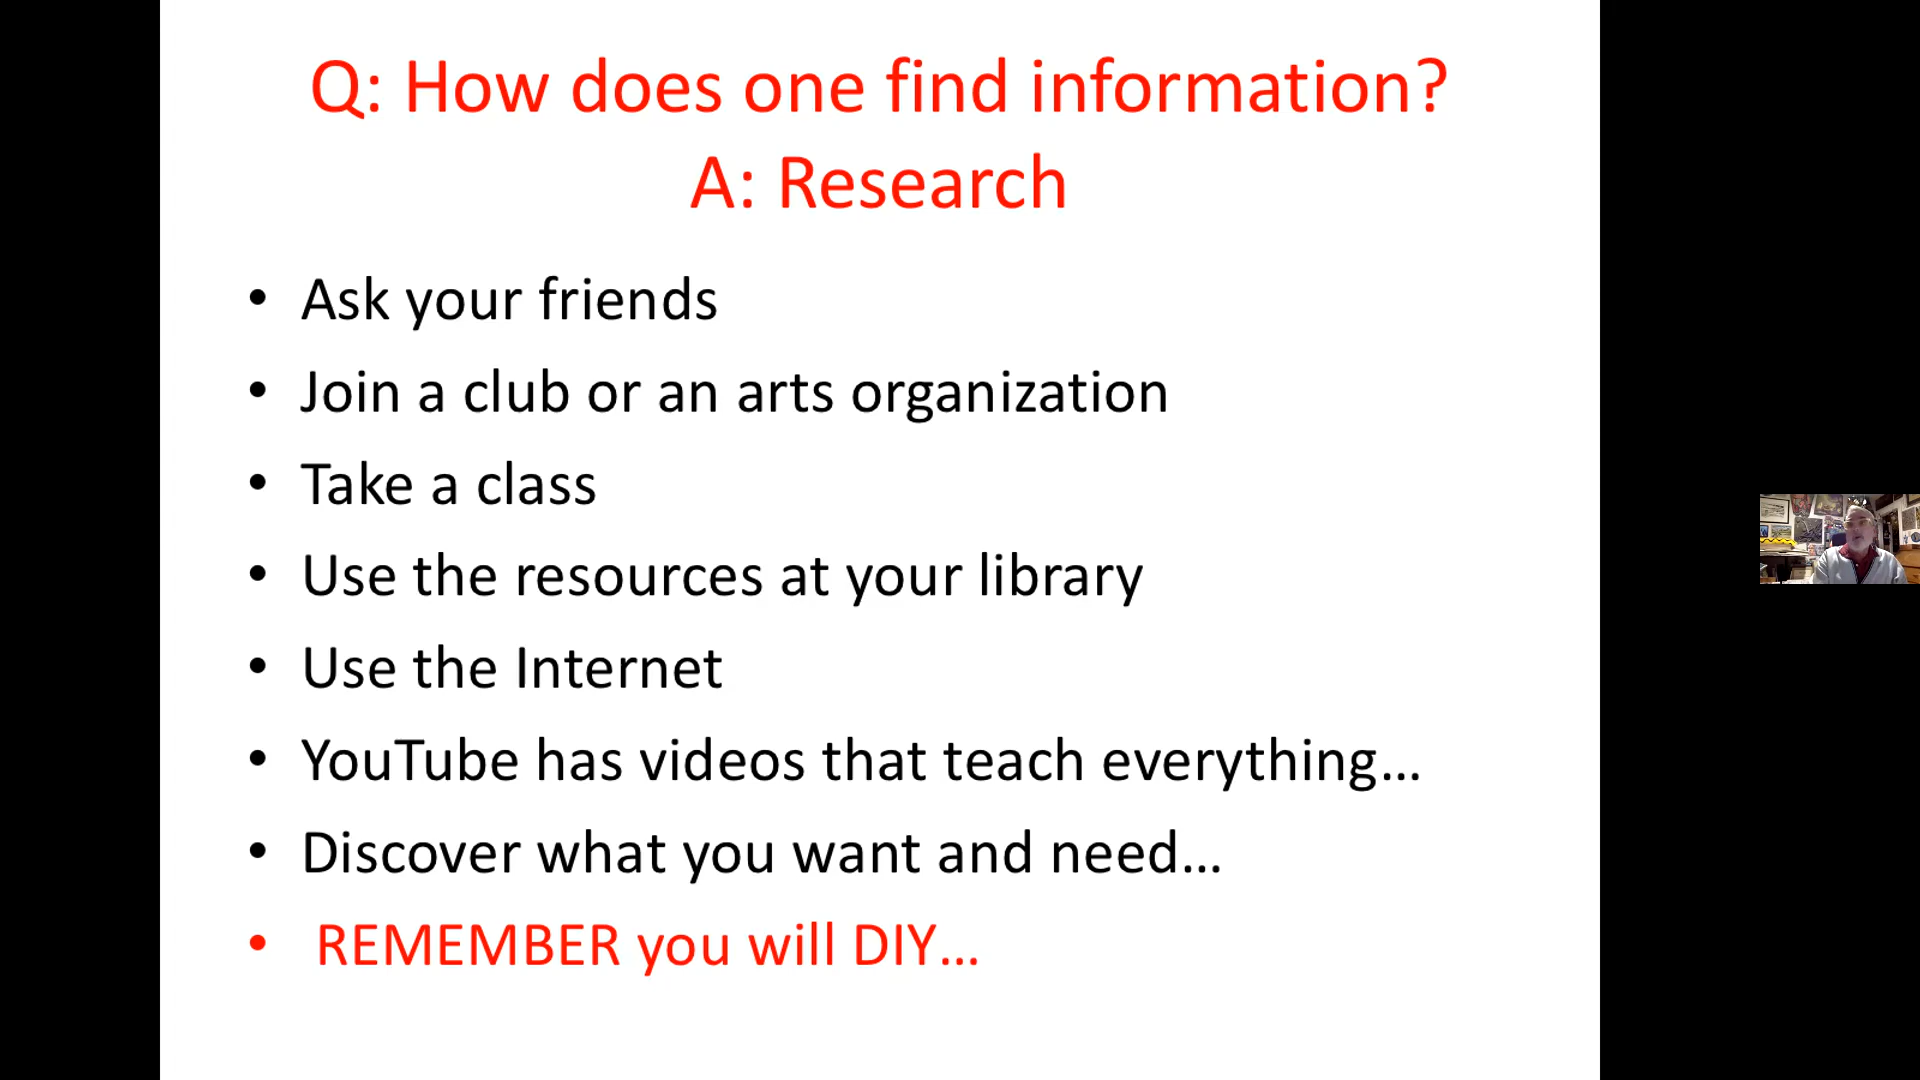 Q: How does one find information?
A: Research
• Ask your friends
• Join a club or an arts organization
• Take a class
• Use the resources at your library
• Use the Internet
• YouTube has videos that teach everything…
• Discover what you want and need…
• REMEMBER you will DIY…